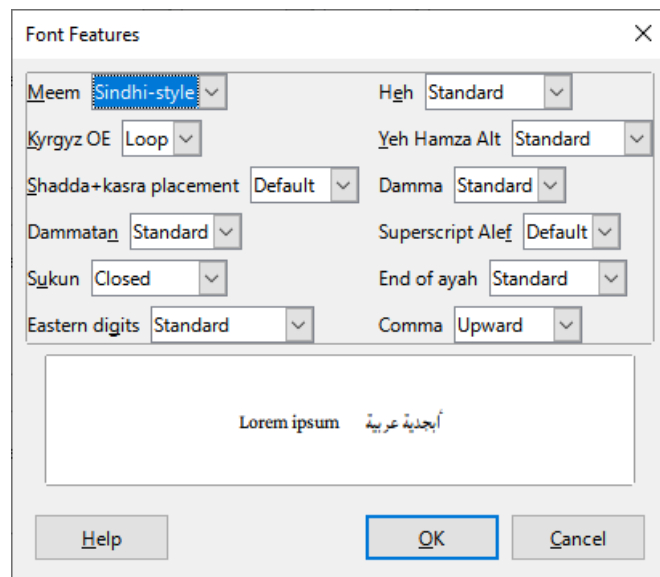 Font Features
Meem Sindhi-style Heh Standard
Kyrgyz OE Loop Yeh Hamza Alt Standard
Shadda+kasra placement Default Damma Standard
Dammatan Standard Superscript Alef Default
Sukun Closed End of ayah Standard
Eastern digits Standard Comma Upward
Lorem ipsum أبجدية عربية
Help OK Cancel